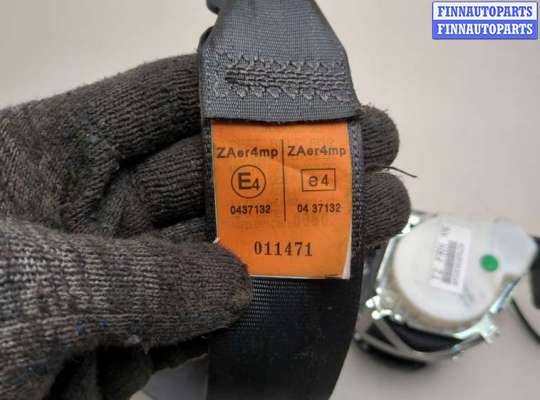 FINNAUTOPARTS
FINNAUTOPARTS
ZAer4mp ZAer4mp
E4 e4
0437132 04 37132
011471